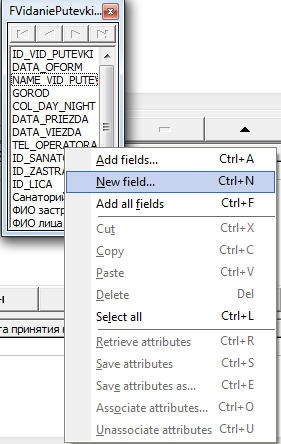 FVidaniePutevki...
ID_VID_PUTEVKI
DATA_OFORM
NAME_VID_PUTEV
GOROD
COL_DAY_NIGHT
DATA_PRIEZDA
DATA_VIEZDA
TEL_OPERATORA
ID_SANATO
ID_ZASTRA
ID_LICA
Санаторий
ФИО застр
ФИО лица
Add fields... Ctrl+A
New field... Ctrl+N
Add all fields Ctrl+F
Cut Ctrl+X
Copy Ctrl+C
Paste Ctrl+V
Delete Del
Select all Ctrl+L
Retrieve attributes Ctrl+R
Save attributes Ctrl+S
Save attributes as... Ctrl+E
Associate attributes... Ctrl+O
Unassociate attributes Ctrl+U
та принятия